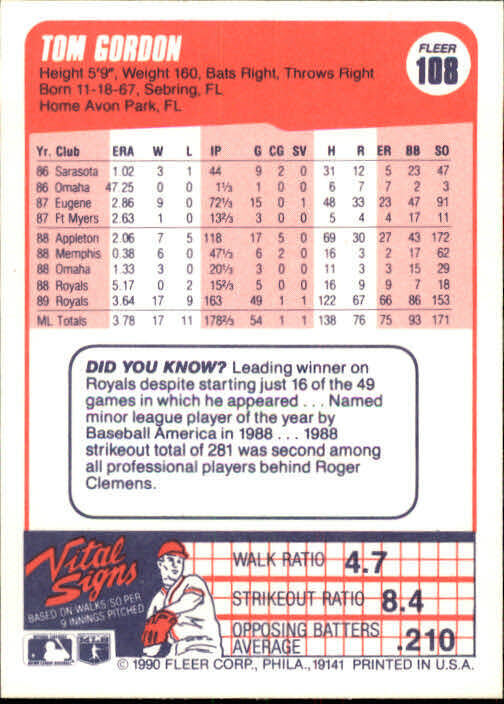 TOM GORDON
FLEER
108
Height 5'9", Weight 160, Bats Right, Throws Right
Born 11-18-67, Sebring, FL
Home Avon Park, FL
Yr. Club ERA W L IP G CG SV H R ER BB SO
86 Sarasota 1.02 3 1 44 9 2 0 31 12 5 23 47
86 Omaha 47.25 0 0 1⅓ 1 0 0 6 7 7 2 3
87 Eugene 2.86 9 0 72⅓ 15 0 1 48 33 23 47 91
87 Ft Myers 2.63 1 0 13⅔ 3 0 0 5 4 4 17 11
88 Appleton 2.06 7 5 118 17 5 0 69 30 27 43 172
88 Memphis 0.38 6 0 47⅓ 6 2 0 16 3 2 17 62
88 Omaha 1.33 3 0 20⅓ 3 0 0 11 3 3 15 29
88 Royals 5.17 0 2 15⅔ 5 0 0 16 9 9 7 18
89 Royals 3.64 17 9 163 49 1 1 122 67 66 86 153
ML Totals 3.78 17 11 178⅔ 54 1 1 138 76 75 93 171
DID YOU KNOW? Leading winner on
Royals despite starting just 16 of the 49
games in which he appeared . . . Named
minor league player of the year by
Baseball America in 1988 . . . 1988
strikeout total of 281 was second among
all professional players behind Roger
Clemens.
Vital
Signs
BASED ON WALKS, SO PER
9 INNINGS PITCHED
WALK RATIO 4.7
STRIKEOUT RATIO 8.4
OPPOSING BATTERS
AVERAGE .210
© 1990 FLEER CORP., PHILA., 19141 PRINTED IN U.S.A.